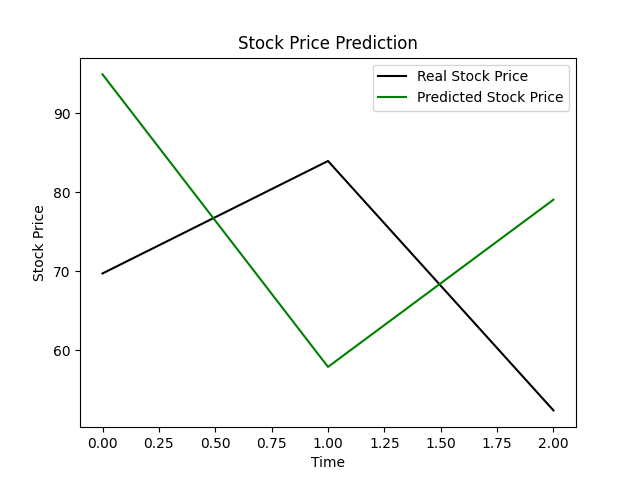 Stock Price Prediction
Real Stock Price
Predicted Stock Price
90
80
70
60
Stock Price
0.00 0.25 0.50 0.75 1.00 1.25 1.50 1.75 2.00
Time